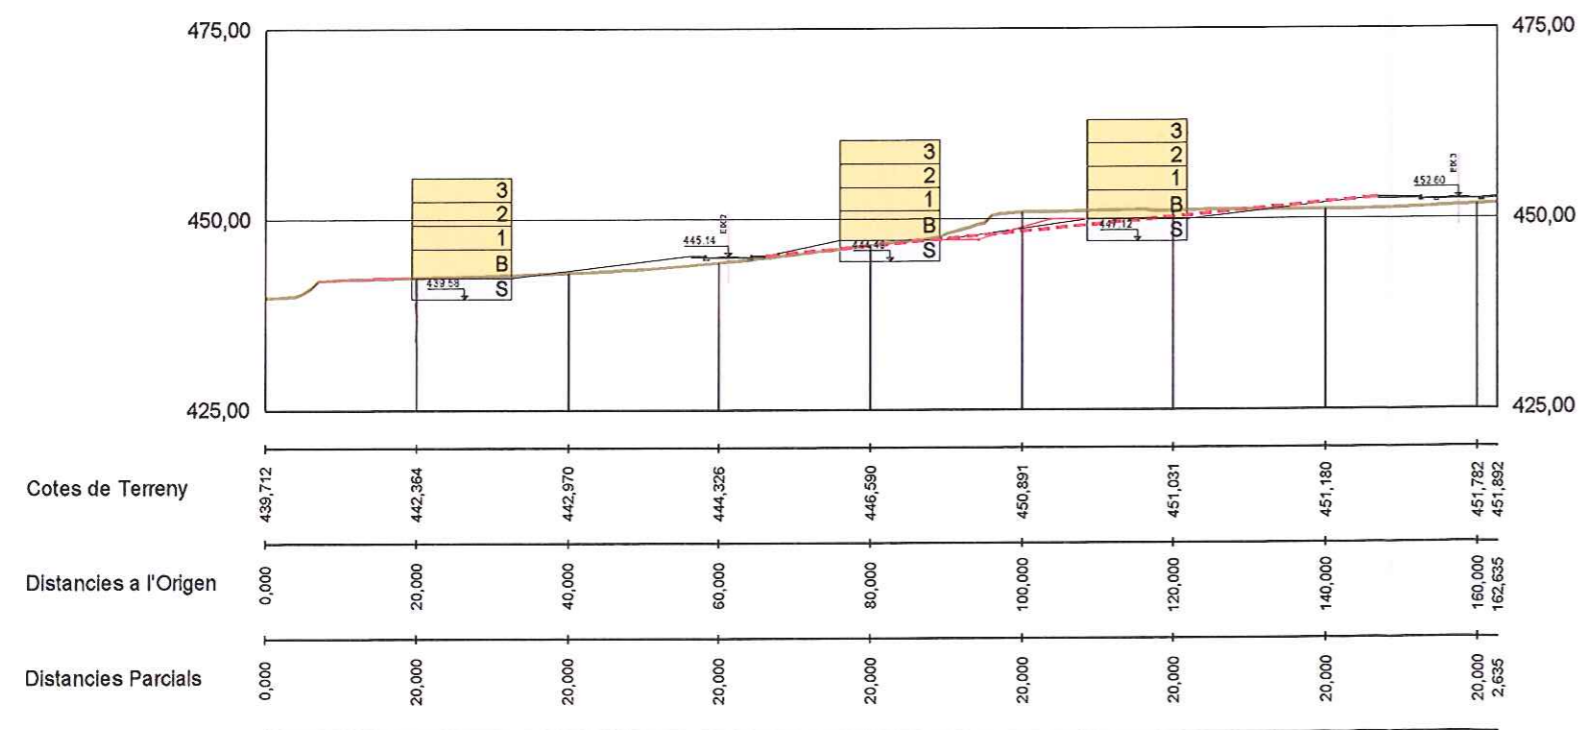 475,00
475,00
3
2
1
B
S
439.58
445.14
3
2
1
B
S
3
2
1
B
S
447.12
452.60
450,00
450,00
425,00
425,00
Cotes de Terreny
439,712 442,364 442,970 444,326 446,590 450,891 451,031 451,180 451,782 451,892
Distancies a l'Origen
0,000 20,000 40,000 60,000 80,000 100,000 120,000 140,000 160,000 162,635
Distancies Parcials
0,000 20,000 20,000 20,000 20,000 20,000 20,000 20,000 20,000 2,635